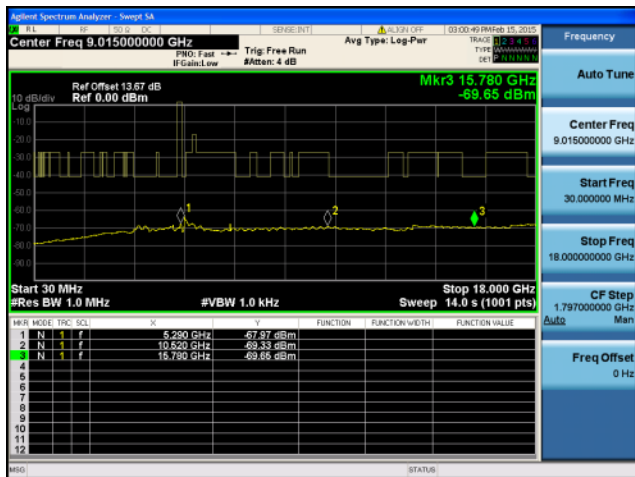 Agilent Spectrum Analyzer - Swept SA
RL RF 50 Ω DC SENSE:INT ALIGN OFF 03:00:49 PM Feb 15, 2015
Center Freq 9.015000000 GHz
PNO: Fast
IFGain:Low
Trig: Free Run
#Atten: 4 dB
Avg Type: Log-Pwr
TRACE 1 2 3 4 5 6
TYPE
DET P N N N N N
Frequency
Auto Tune
Center Freq
9.015000000 GHz
Start Freq
30.000000 MHz
Stop Freq
18.000000000 GHz
CF Step
1.797000000 GHz
Auto Man
Freq Offset
0 Hz
Mkr3 15.780 GHz
-69.65 dBm
Ref Offset 13.67 dB
10 dB/div Ref 0.00 dBm
Log
-10.0
-20.0
-30.0
-40.0
-50.0
-60.0
-70.0
-80.0
-90.0
1
2
3
Start 30 MHz Stop 18.000 GHz
#Res BW 1.0 MHz #VBW 1.0 kHz Sweep 14.0 s (1001 pts)
MKR MODE TRC SCL X Y FUNCTION FUNCTION WIDTH FUNCTION VALUE
1 N 1 f 5.290 GHz -67.97 dBm
2 N 1 f 10.520 GHz -69.33 dBm
3 N 1 f 15.780 GHz -69.65 dBm
4
5
6
7
8
9
10
11
12
MSG STATUS